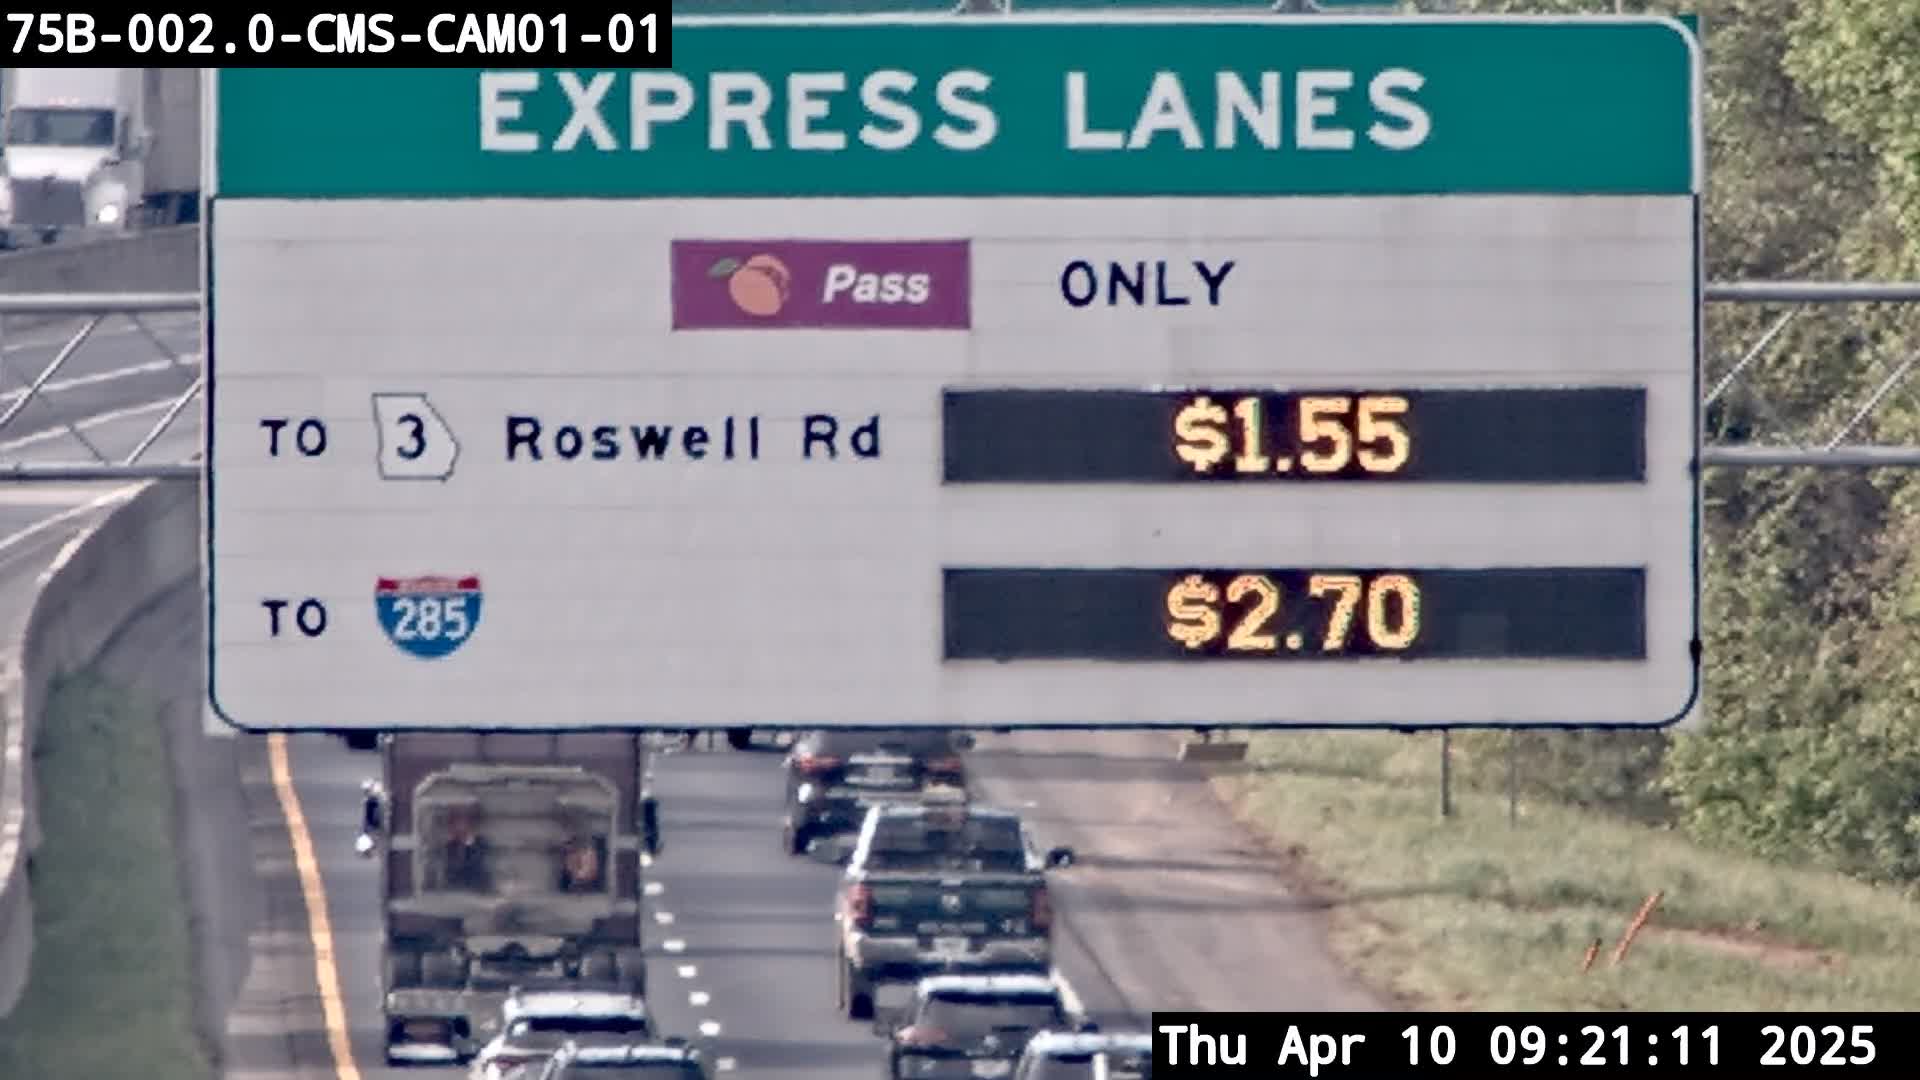 75B-002.0-CMS-CAM01-01
EXPRESS LANES
Pass ONLY
TO 3 Roswell Rd $1.55
TO 285 $2.70
Thu Apr 10 09:21:11 2025